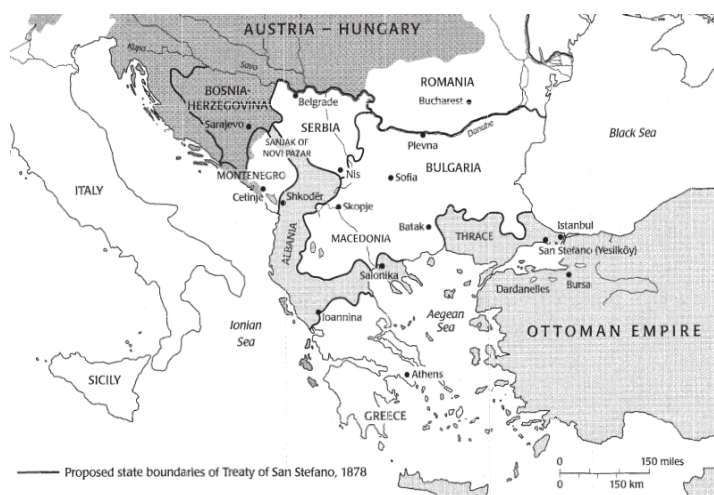 AUSTRIA – HUNGARY
Kupa
Sava
BOSNIA-
HERZEGOVINA
Sarajevo
Belgrade
ROMANIA
Bucharest
SERBIA
SANJAK OF
NOVI PAZAR
Danube
Plevna
Black Sea
MONTENEGRO
Cetinje
Shkodër
Nis
Sofia
BULGARIA
ITALY
Skopje
Batak
MACEDONIA
THRACE
Istanbul
San Stefano (Yesilköy)
ALBANIA
Salonika
Dardanelles
Bursa
Ioannina
Ionian
Sea
Aegean
Sea
OTTOMAN EMPIRE
SICILY
Athens
GREECE
Proposed state boundaries of Treaty of San Stefano, 1878
0 150 miles
0 150 km